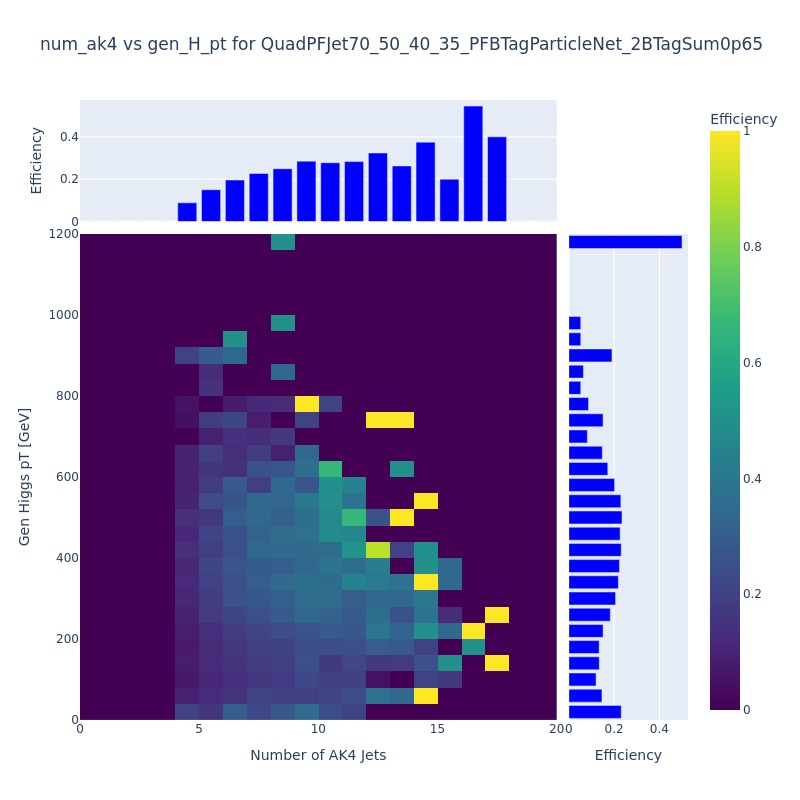 num_ak4 vs gen_H_pt for QuadPFJet70_50_40_35_PFBTagParticleNet_2BTagSum0p65
Efficiency
0.4
0.2
0
Efficiency
1
0.8
0.6
0.4
0.2
0
Gen Higgs pT [GeV]
1200
1000
800
600
400
200
0
0 5 10 15 20
0 0.2 0.4
Number of AK4 Jets
Efficiency